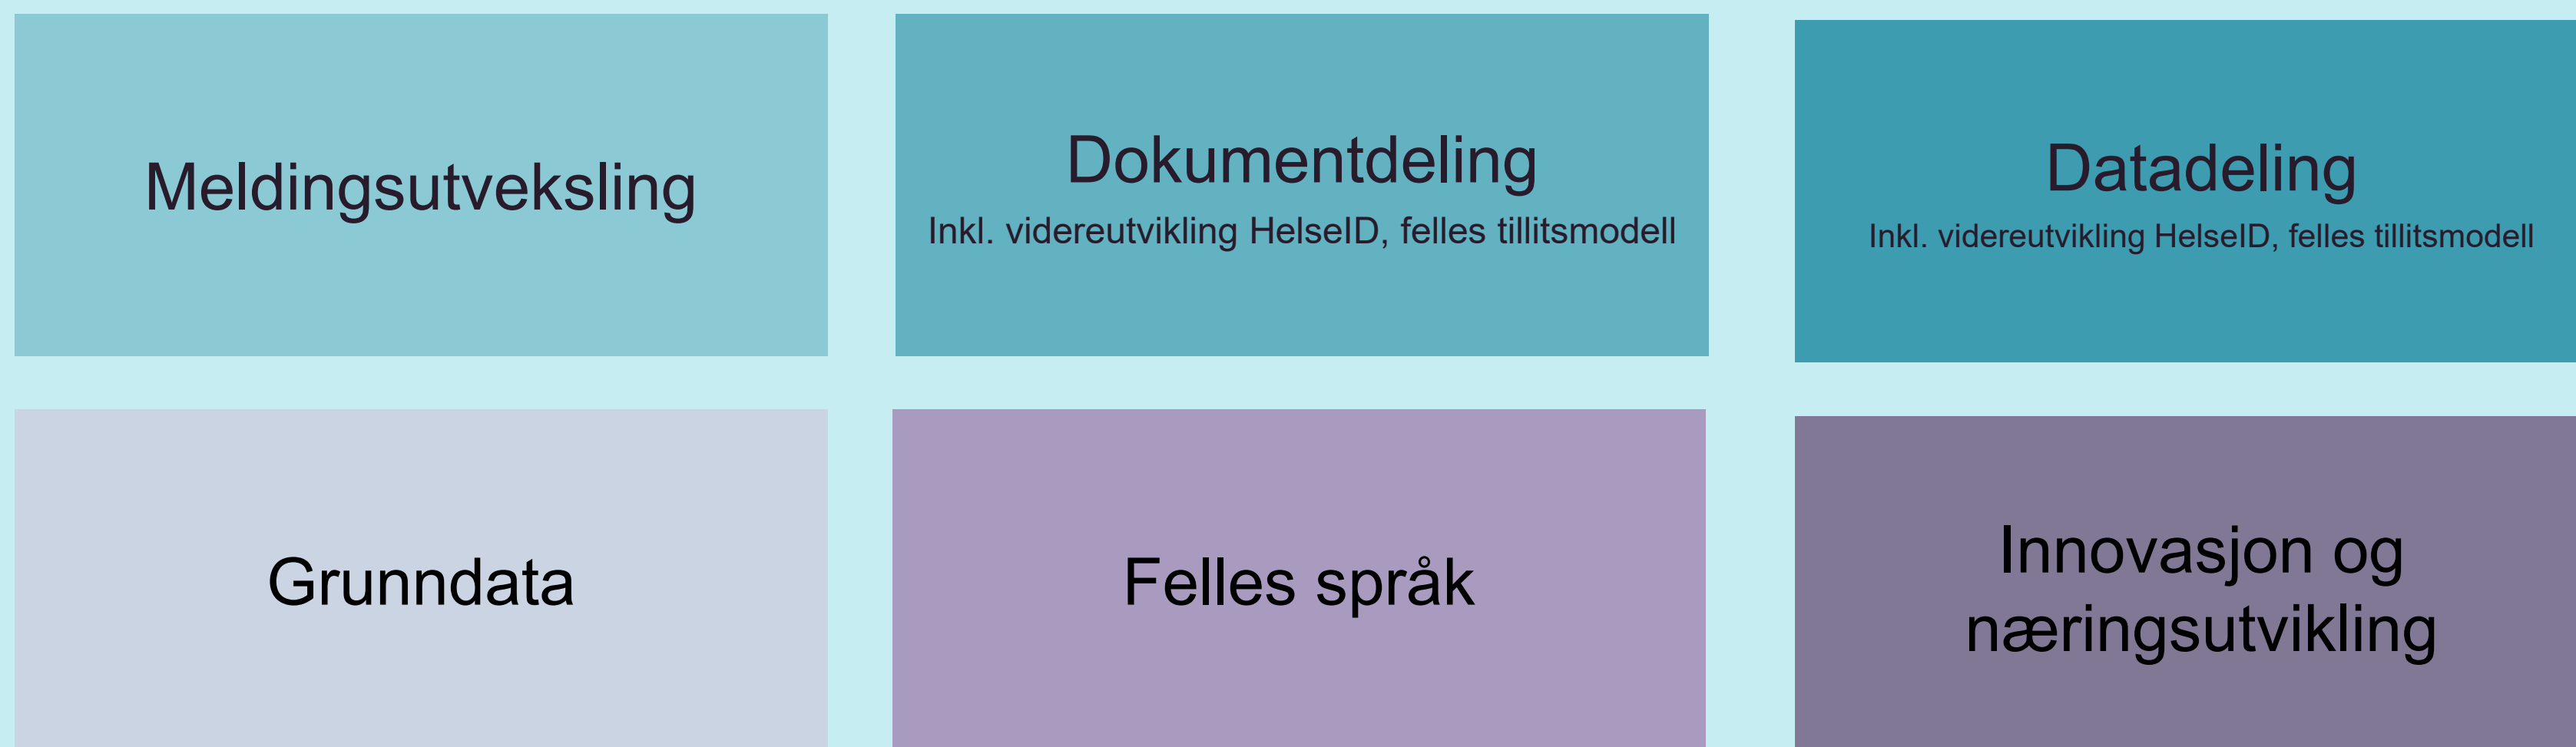 Meldingsutveksling
Dokumentdeling
Inkl. videreutvikling HelseID, felles tillitsmodell
Datadeling
Inkl. videreutvikling HelseID, felles tillitsmodell
Grunndata
Felles språk
Innovasjon og
næringsutvikling